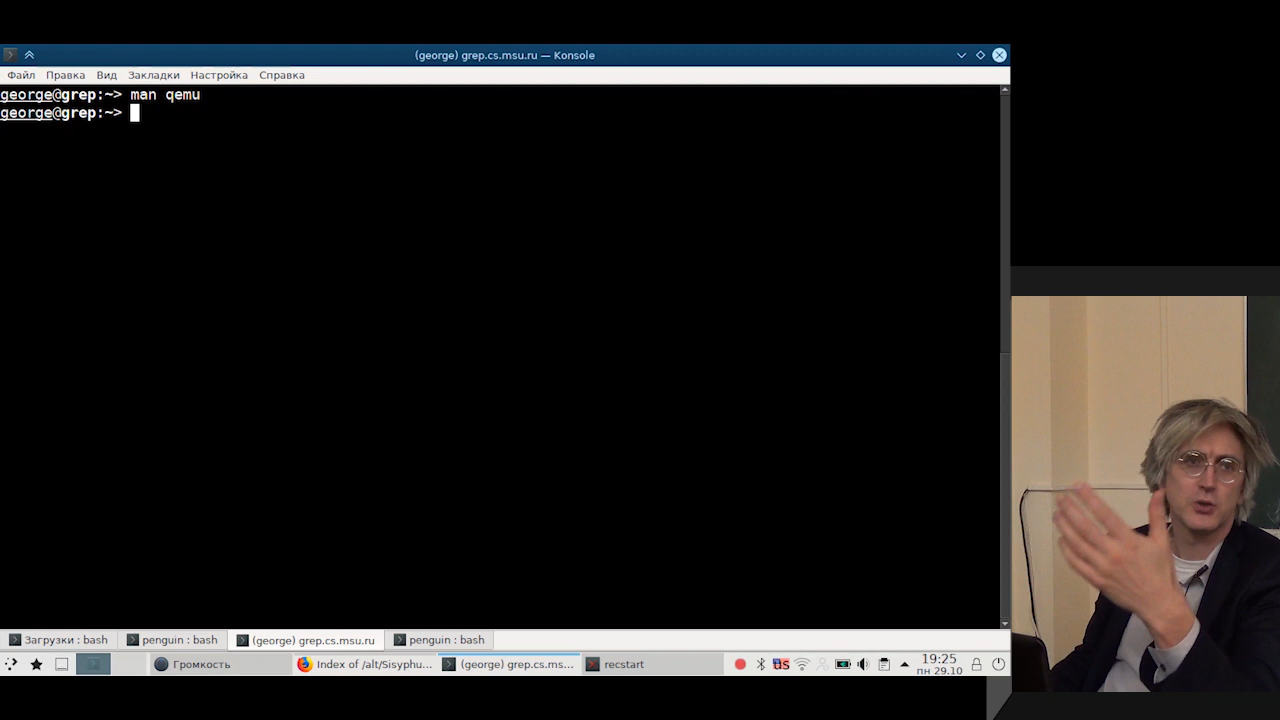 (george) grep.cs.msu.ru — Konsole
Файл Правка Вид Закладки Настройка Справка
george@grep:~> man qemu
george@grep:~>
Загрузки : bash penguin : bash (george) grep.cs.msu.ru penguin : bash
Громкость Index of /alt/Sisyphu... (george) grep.cs.ms... recstart US 19:25
пн 29.10